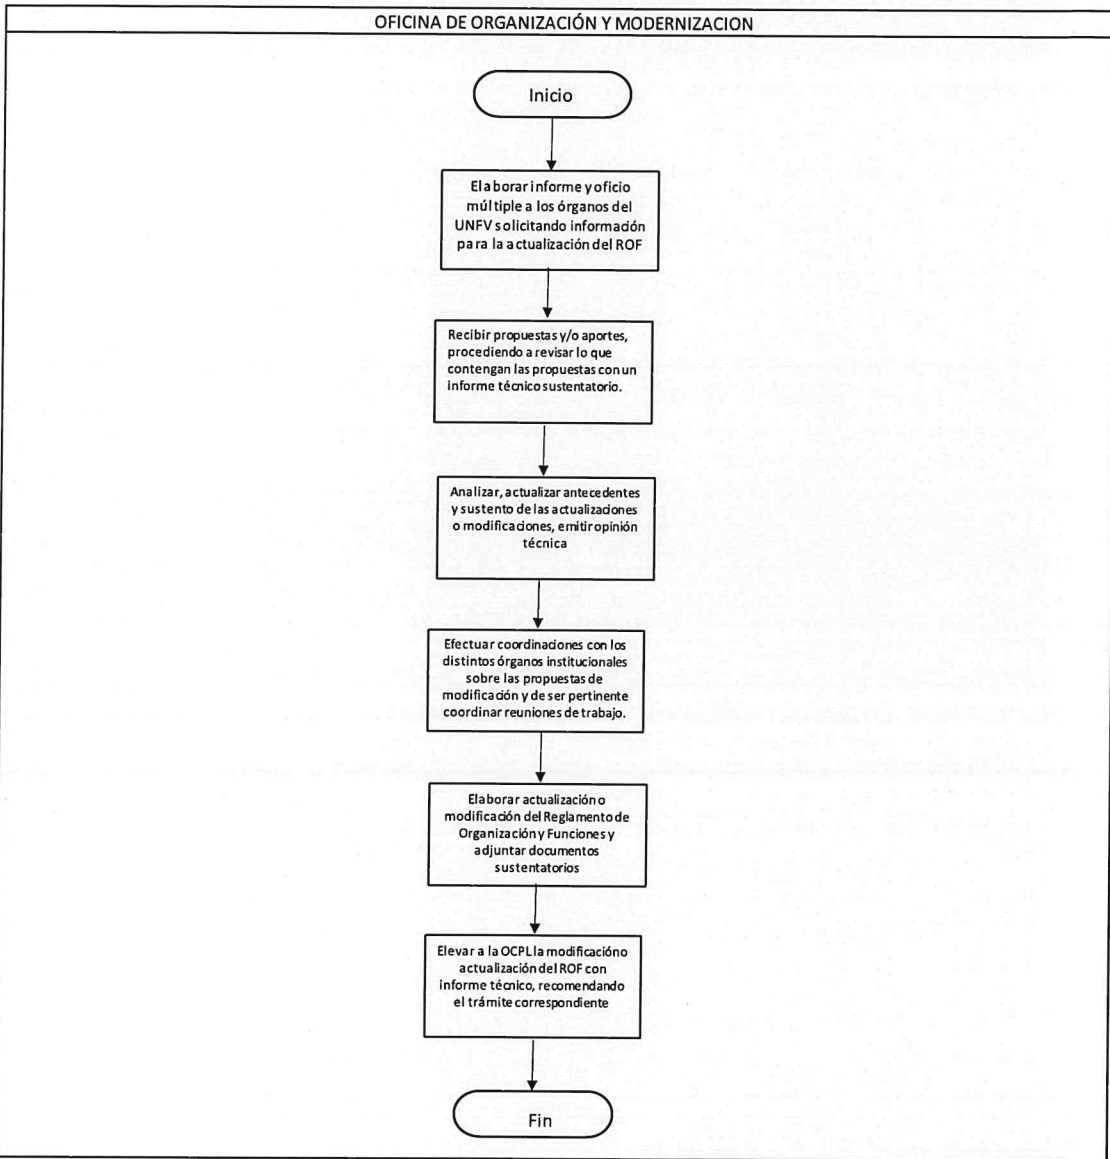 OFICINA DE ORGANIZACIÓN Y MODERNIZACION
Inicio
Elaborar informe y oficio
múltiple a los órganos del
UNFV solicitando información
para la actualización del ROF
Recibir propuestas y/o aportes,
procediendo a revisar lo que
contengan las propuestas con un
informe técnico sustentatorio.
Analizar, actualizar antecedentes
y sustento de las actualizaciones
o modificaciones, emitir opinión
técnica
Efectuar coordinaciones con los
distintos órganos institucionales
sobre las propuestas de
modificación y de ser pertinente
coordinar reuniones de trabajo.
Elaborar actualización o
modificación del Reglamento de
Organización y Funciones y
adjuntar documentos
sustentatorios
Elevar a la OCPL la modificacióno
actualización del ROF con
informe técnico, recomendando
el trámite correspondiente
Fin